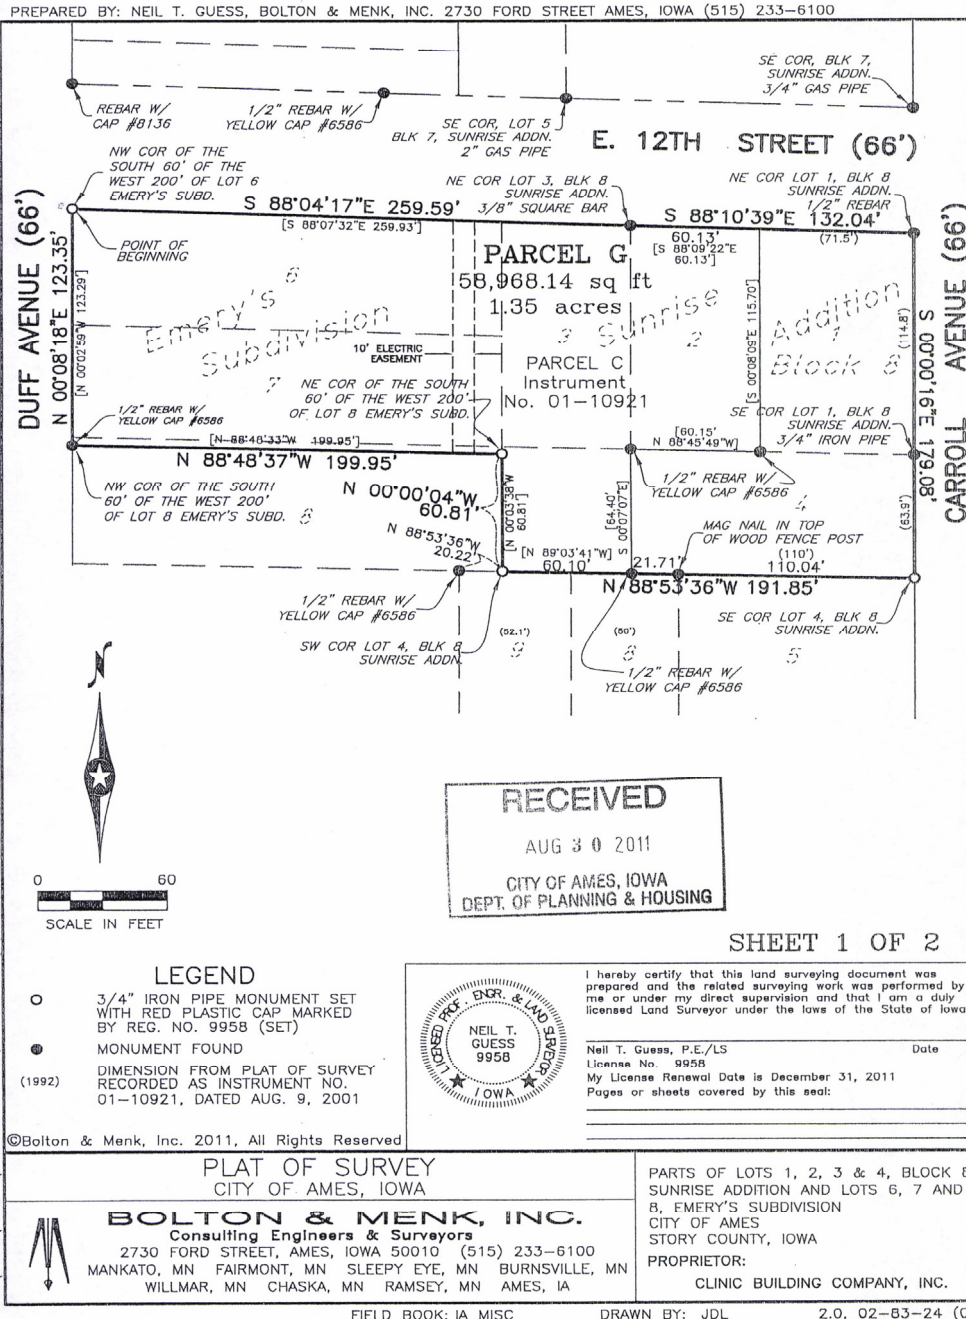 PREPARED BY: NEIL T. GUESS, BOLTON & MENK, INC. 2730 FORD STREET AMES, IOWA (515) 233-6100
SE COR, BLK 7,
SUNRISE ADDN.
3/4" GAS PIPE
REBAR W/
CAP #8136
1/2" REBAR W/
YELLOW CAP #6586
SE COR, LOT 5
BLK 7, SUNRISE ADDN.
2" GAS PIPE
E. 12TH STREET (66')
NW COR OF THE
SOUTH 60' OF THE
WEST 200' OF LOT 6
EMERY'S SUBD.
NE COR LOT 3, BLK 8
SUNRISE ADDN.
3/8" SQUARE BAR
NE COR LOT 1, BLK 8
SUNRISE ADDN.
1/2" REBAR
S 88°04'17"E 259.59'
[S 88°07'32"E 259.93']
S 88°10'39"E 132.04'
60.13'
[S 88°09'22"E
60.13']
(71.5')
DUFF AVENUE (66')
N 00°08'18"E 123.35'
[N 00°02'59"W 123.29']
POINT OF
BEGINNING
PARCEL G
58,968.14 sq ft
1.35 acres
Emery's
Subdivision
6
7
3 Sunrise
2
Addition
1
Block 8
[S 00°08'09"E 115.70']
(114.8')
S 00°00'16"E 179.08'
CARROLL AVENUE (66')
10' ELECTRIC
EASEMENT
PARCEL C
Instrument
No. 01-10921
NE COR OF THE SOUTH
60' OF THE WEST 200'
OF LOT 8 EMERY'S SUBD.
1/2" REBAR W/
YELLOW CAP #6586
SE COR LOT 1, BLK 8
SUNRISE ADDN.
3/4" IRON PIPE
[N 88°48'33"W 199.95']
N 88°48'37"W 199.95'
[60.15'
N 88°45'49"W]
NW COR OF THE SOUTH
60' OF THE WEST 200'
OF LOT 8 EMERY'S SUBD.
8
N 00°00'04"W
60.81'
[N 00°03'38"W
60.81']
N 88°53'36"W
20.22'
[64.40'
S 00°07'07"E]
1/2" REBAR W/
YELLOW CAP #6586
4
MAG NAIL IN TOP
OF WOOD FENCE POST
(63.9')
[N 89°03'41"W]
60.10'
21.71'
(110')
110.04'
N 88°53'36"W 191.85'
1/2" REBAR W/
YELLOW CAP #6586
SW COR LOT 4, BLK 8
SUNRISE ADDN.
(52.1')
9
(60')
8
SE COR LOT 4, BLK 8
SUNRISE ADDN.
5
1/2" REBAR W/
YELLOW CAP #6586
N
0 60
SCALE IN FEET
RECEIVED
AUG 30 2011
CITY OF AMES, IOWA
DEPT. OF PLANNING & HOUSING
SHEET 1 OF 2
LEGEND
3/4" IRON PIPE MONUMENT SET
WITH RED PLASTIC CAP MARKED
BY REG. NO. 9958 (SET)
MONUMENT FOUND
(1992) DIMENSION FROM PLAT OF SURVEY
RECORDED AS INSTRUMENT NO.
01-10921, DATED AUG. 9, 2001
©Bolton & Menk, Inc. 2011, All Rights Reserved
LICENSED PROF. ENGR. & LAND SURVEYOR
NEIL T.
GUESS
9958
IOWA
I hereby certify that this land surveying document was
prepared and the related surveying work was performed by
me or under my direct supervision and that I am a duly
licensed Land Surveyor under the laws of the State of Iowa
Neil T. Guess, P.E./LS Date
License No. 9958
My License Renewal Date is December 31, 2011
Pages or sheets covered by this seal:
PLAT OF SURVEY
CITY OF AMES, IOWA
BOLTON & MENK, INC.
Consulting Engineers & Surveyors
2730 FORD STREET, AMES, IOWA 50010 (515) 233-6100
MANKATO, MN FAIRMONT, MN SLEEPY EYE, MN BURNSVILLE, MN
WILLMAR, MN CHASKA, MN RAMSEY, MN AMES, IA
PARTS OF LOTS 1, 2, 3 & 4, BLOCK 8
SUNRISE ADDITION AND LOTS 6, 7 AND
8, EMERY'S SUBDIVISION
CITY OF AMES
STORY COUNTY, IOWA
PROPRIETOR:
CLINIC BUILDING COMPANY, INC.
FIELD BOOK: IA MISC DRAWN BY: JDL 2.0. 02-83-24